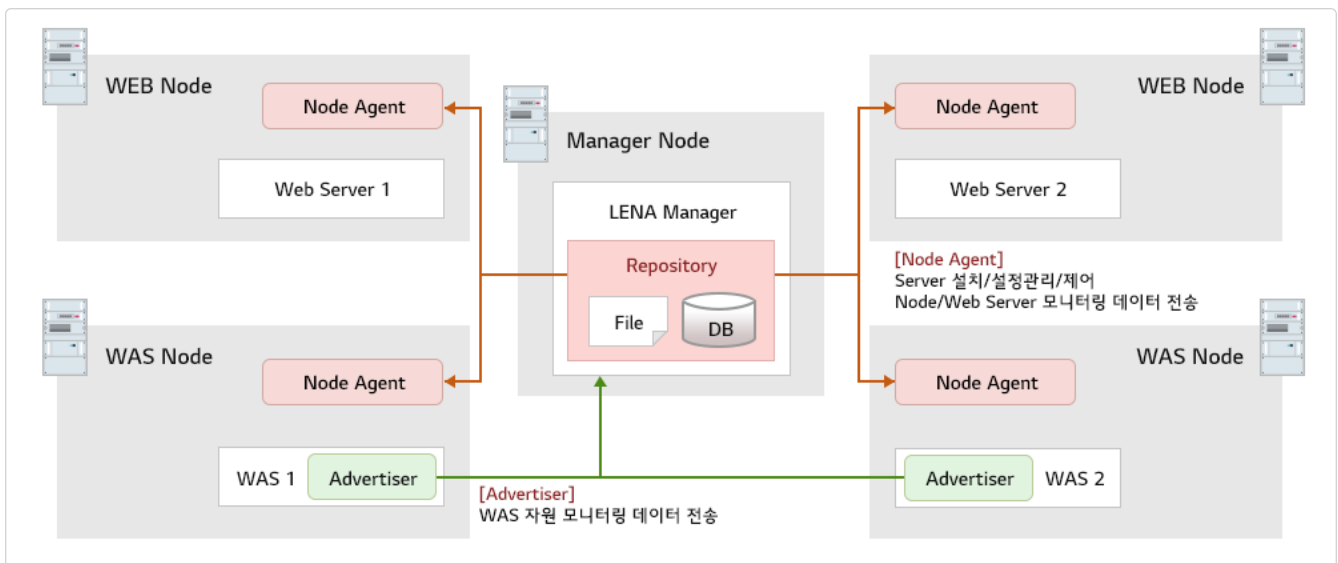 WEB Node
Node Agent
Web Server 1
Manager Node
LENA Manager
Repository
File
DB
WEB Node
Node Agent
Web Server 2
[Node Agent]
Server 설치/설정관리/제어
Node/Web Server 모니터링 데이터 전송
WAS Node
Node Agent
WAS 1
Advertiser
[Advertiser]
WAS 자원 모니터링 데이터 전송
WAS Node
Node Agent
Advertiser
WAS 2